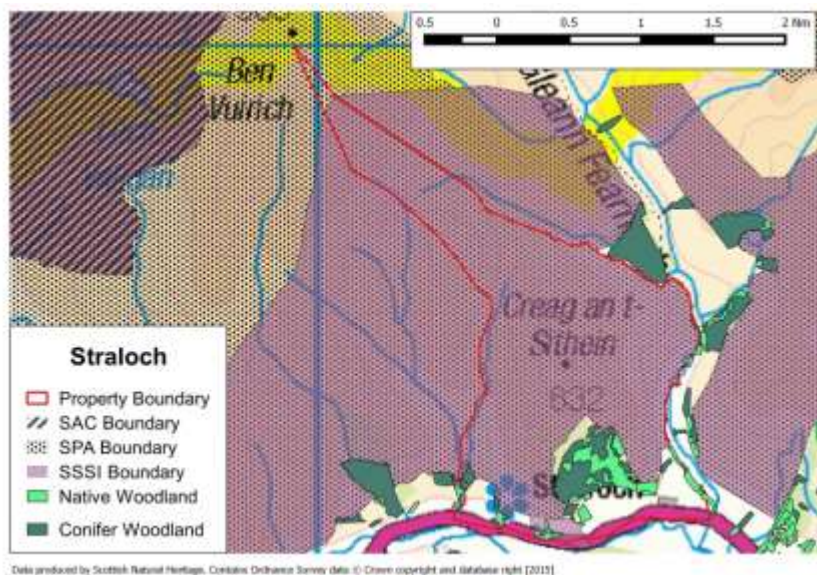 0.5 0 0.5 1 1.5 2 Nm
Ben
Vuirich
Gleann Fearn
Creag an t-
Sithein
632
Straloch
Property Boundary
SAC Boundary
SPA Boundary
SSSI Boundary
Native Woodland
Conifer Woodland
Data produced by Scottish Natural Heritage. Contains Ordnance Survey data © Crown copyright and database right [2015]